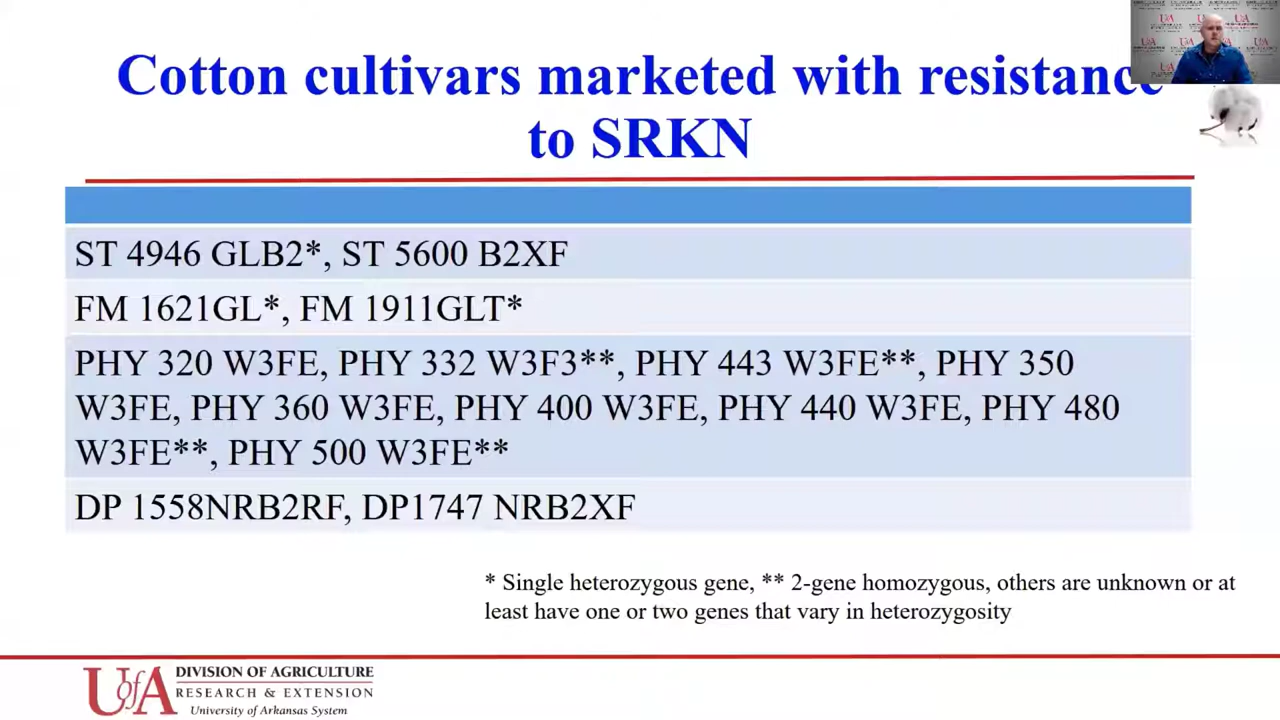 Cotton cultivars marketed with resistance
to SRKN
ST 4946 GLB2*, ST 5600 B2XF
FM 1621GL*, FM 1911GLT*
PHY 320 W3FE, PHY 332 W3F3**, PHY 443 W3FE**, PHY 350
W3FE, PHY 360 W3FE, PHY 400 W3FE, PHY 440 W3FE, PHY 480
W3FE**, PHY 500 W3FE**
DP 1558NRB2RF, DP1747 NRB2XF
* Single heterozygous gene, ** 2-gene homozygous, others are unknown or at
least have one or two genes that vary in heterozygosity
UofA DIVISION OF AGRICULTURE
RESEARCH & EXTENSION
University of Arkansas System